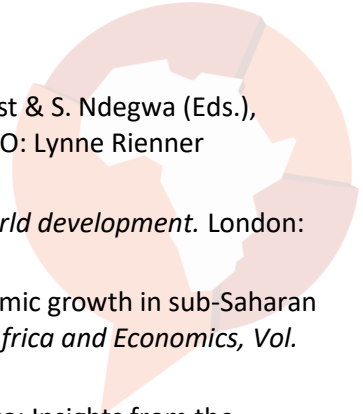 st & S. Ndegwa (Eds.),
O: Lynne Rienner
rld development. London:
mic growth in sub-Saharan
frica and Economics, Vol.
Insights from the